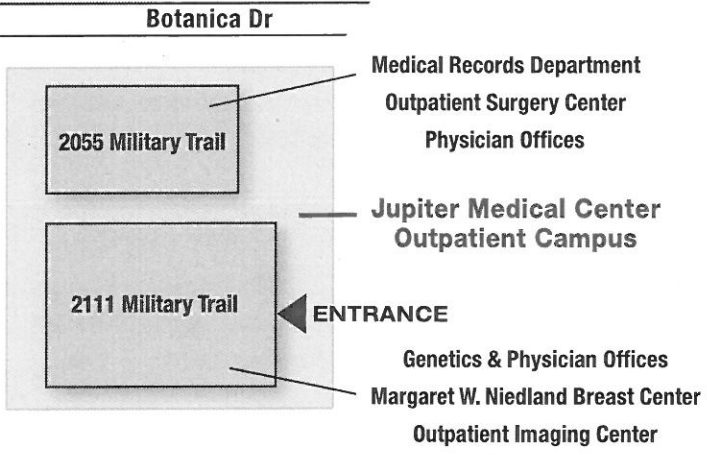 Botanica Dr
Medical Records Department
Outpatient Surgery Center
Physician Offices
2055 Military Trail
Jupiter Medical Center
Outpatient Campus
2111 Military Trail
ENTRANCE
Genetics & Physician Offices
Margaret W. Niedland Breast Center
Outpatient Imaging Center